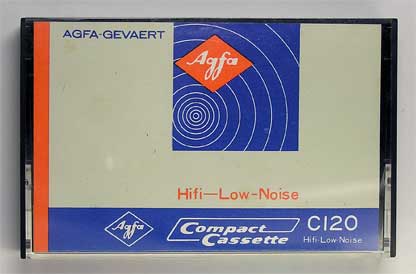 AGFA-GEVAERT
Agfa
Hifi-Low-Noise
Agfa
Compact
Cassette
C120
Hifi-Low-Noise